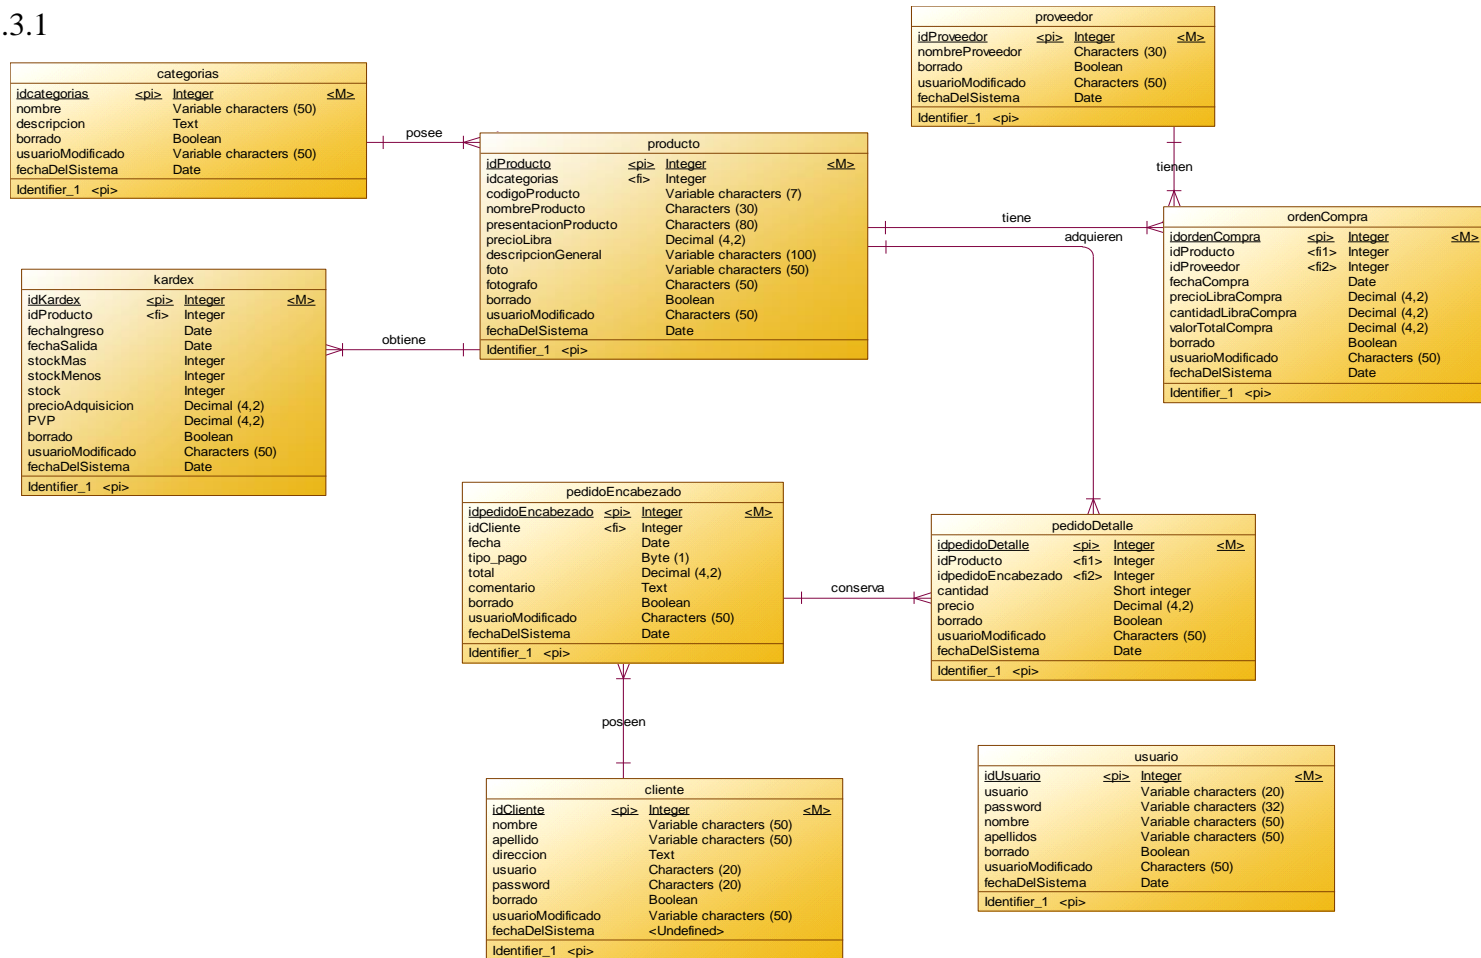 .3.1
proveedor
idProveedor <pi> Integer <M>
nombreProveedor Characters (30)
borrado Boolean
usuarioModificado Characters (50)
fechaDelSistema Date
Identifier_1 <pi>
categorias
idcategorias <pi> Integer <M>
nombre Variable characters (50)
descripcion Text
borrado Boolean
usuarioModificado Variable characters (50)
fechaDelSistema Date
Identifier_1 <pi>
posee
producto
idProducto <pi> Integer <M>
idcategorias <fi> Integer
codigoProducto Variable characters (7)
nombreProducto Characters (30)
presentacionProducto Characters (80)
precioLibra Decimal (4,2)
descripcionGeneral Variable characters (100)
foto Variable characters (50)
fotografo Characters (50)
borrado Boolean
usuarioModificado Characters (50)
fechaDelSistema Date
Identifier_1 <pi>
tienen
tiene
adquieren
ordenCompra
idordenCompra <pi> Integer <M>
idProducto <fi1> Integer
idProveedor <fi2> Integer
fechaCompra Date
precioLibraCompra Decimal (4,2)
cantidadLibraCompra Decimal (4,2)
valorTotalCompra Decimal (4,2)
borrado Boolean
usuarioModificado Characters (50)
fechaDelSistema Date
Identifier_1 <pi>
kardex
idKardex <pi> Integer <M>
idProducto <fi> Integer
fechaIngreso Date
fechaSalida Date
stockMas Integer
stockMenos Integer
stock Integer
precioAdquisicion Decimal (4,2)
PVP Decimal (4,2)
borrado Boolean
usuarioModificado Characters (50)
fechaDelSistema Date
Identifier_1 <pi>
obtiene
pedidoEncabezado
idpedidoEncabezado <pi> Integer <M>
idCliente <fi> Integer
fecha Date
tipo_pago Byte (1)
total Decimal (4,2)
comentario Text
borrado Boolean
usuarioModificado Characters (50)
fechaDelSistema Date
Identifier_1 <pi>
conserva
pedidoDetalle
idpedidoDetalle <pi> Integer <M>
idProducto <fi1> Integer
idpedidoEncabezado <fi2> Integer
cantidad Short integer
precio Decimal (4,2)
borrado Boolean
usuarioModificado Characters (50)
fechaDelSistema Date
Identifier_1 <pi>
poseen
cliente
idCliente <pi> Integer <M>
nombre Variable characters (50)
apellido Variable characters (50)
direccion Text
usuario Characters (20)
password Characters (20)
borrado Boolean
usuarioModificado Variable characters (50)
fechaDelSistema <Undefined>
Identifier_1 <pi>
usuario
idUsuario <pi> Integer <M>
usuario Variable characters (20)
password Variable characters (32)
nombre Variable characters (50)
apellidos Variable characters (50)
borrado Boolean
usuarioModificado Characters (50)
fechaDelSistema Date
Identifier_1 <pi>